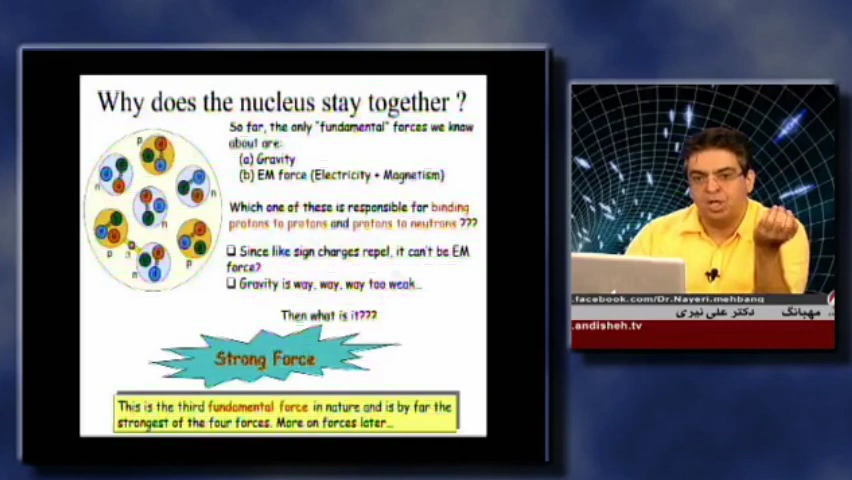 Why does the nucleus stay together ?
So far, the only "fundamental" forces we know
about are:
(a) Gravity
(b) EM force (Electricity + Magnetism)
Which one of these is responsible for binding
protons to protons and protons to neutrons ???
Since like sign charges repel, it can't be EM
force?
Gravity is way, way, way too weak...
Then what is it???
Strong Force
This is the third fundamental force in nature and is by far the
strongest of the four forces. More on forces later...
p
n
n
p
p
n
.facebook.com/Dr.Nayeri.mehbang
مهبانگ دکتر علی نیری
.andisheh.tv